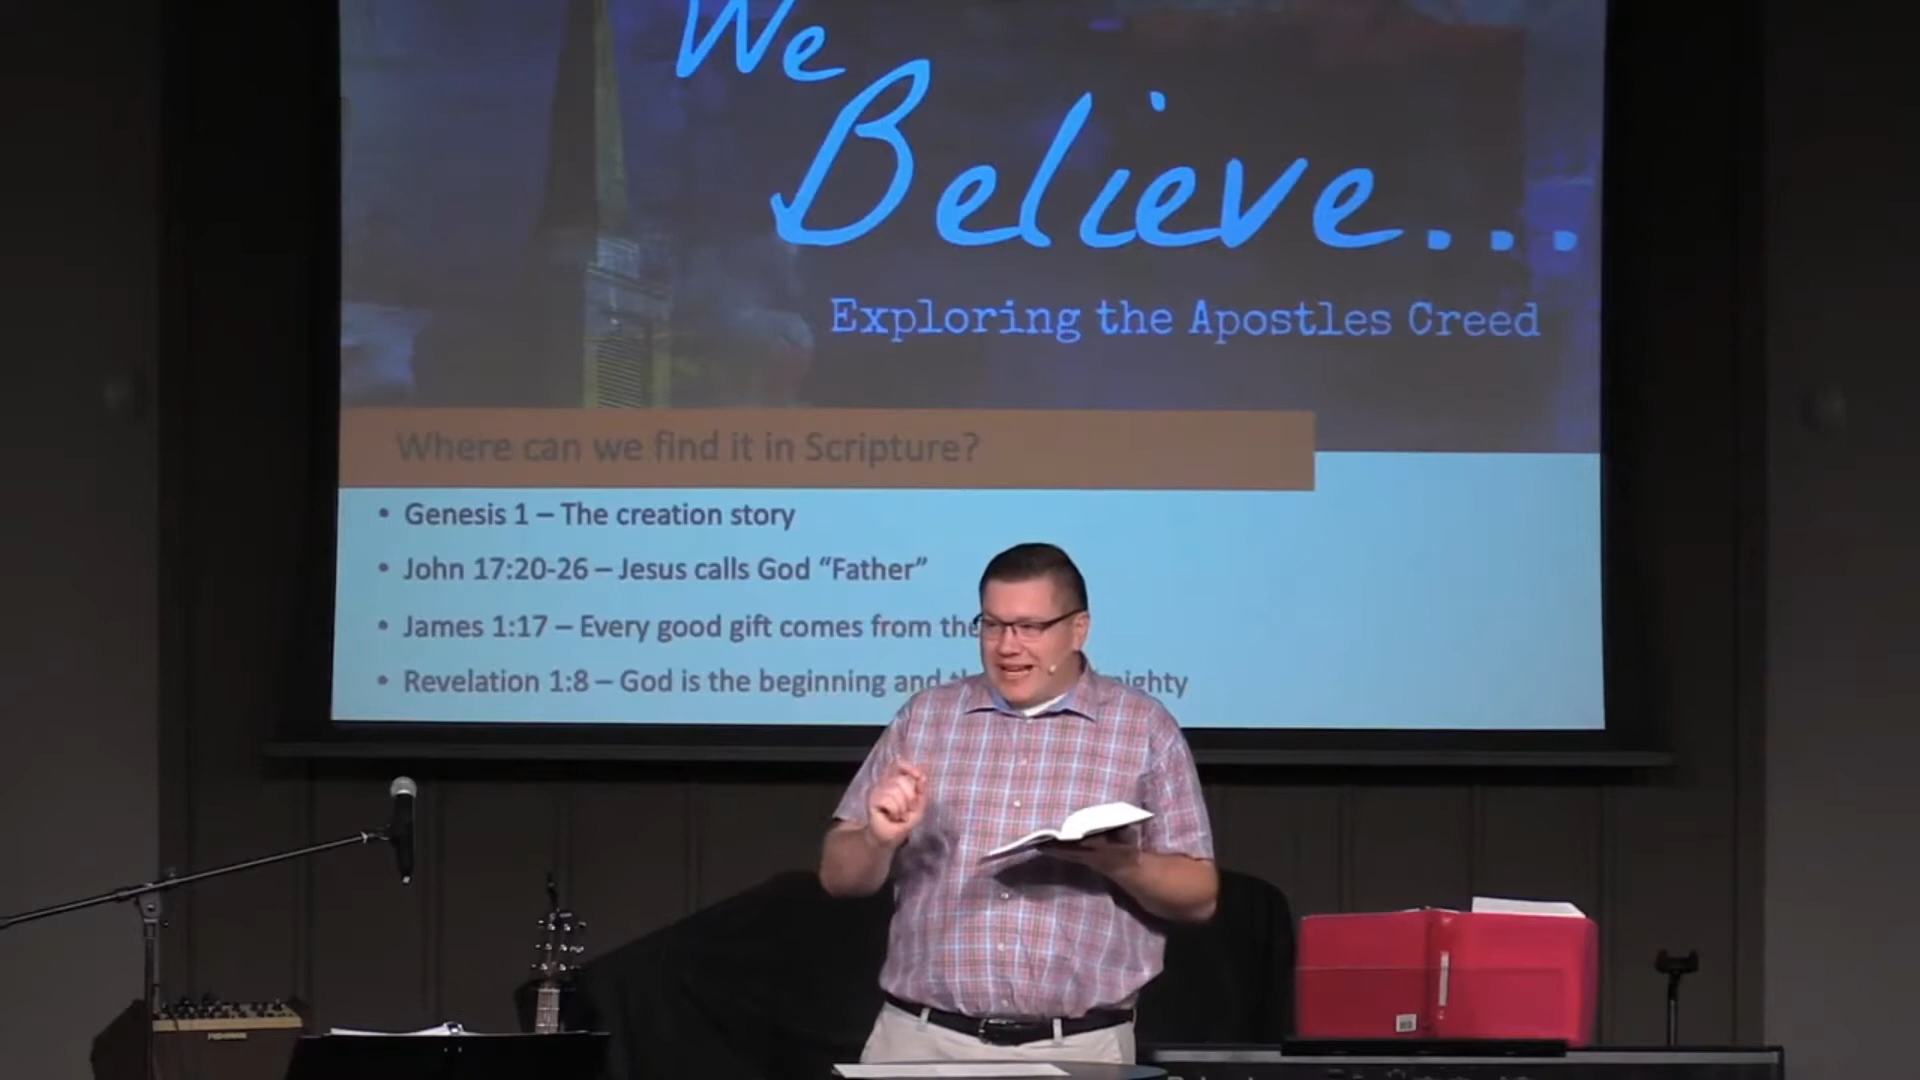 We
Believe...
Exploring the Apostles Creed
Where can we find it in Scripture?
• Genesis 1 – The creation story
• John 17:20-26 – Jesus calls God “Father”
• James 1:17 – Every good gift comes from the
• Revelation 1:8 – God is the beginning and